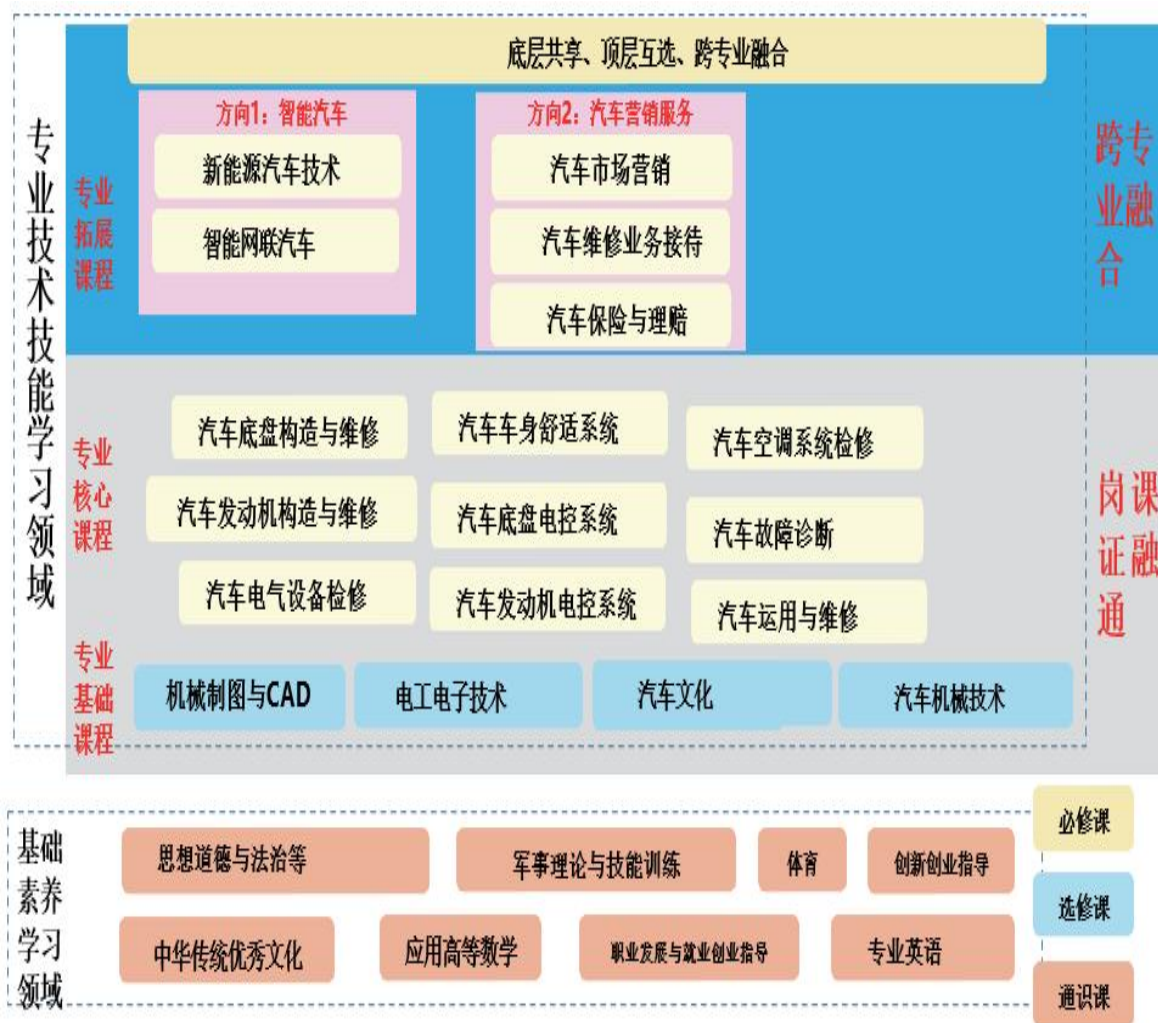 底层共享、顶层互选、跨专业融合
专业技术技能学习领域
专业
拓展
课程
方向1：智能汽车
新能源汽车技术
智能网联汽车
方向2：汽车营销服务
汽车市场营销
汽车维修业务接待
汽车保险与理赔
跨专
业融
合
专业
核心
课程
汽车底盘构造与维修
汽车车身舒适系统
汽车空调系统检修
汽车发动机构造与维修
汽车底盘电控系统
汽车故障诊断
汽车电气设备检修
汽车发动机电控系统
汽车运用与维修
岗课
证融
通
专业
基础
课程
机械制图与CAD
电工电子技术
汽车文化
汽车机械技术
基础
素养
学习
领域
思想道德与法治等
军事理论与技能训练
体育
创新创业指导
中华传统优秀文化
应用高等数学
职业发展与就业创业指导
专业英语
必修课
选修课
通识课